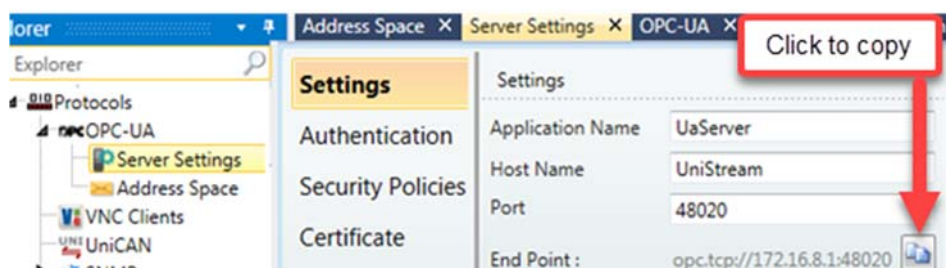 Address Space X Server Settings X OPC-UA X
Click to copy
Explorer
Protocols
OPC-UA
Server Settings
Address Space
VNC Clients
UniCAN
Settings
Authentication
Security Policies
Certificate
Settings
Application Name UaServer
Host Name UniStream
Port 48020
End Point : opc.tcp://172.16.8.1:48020